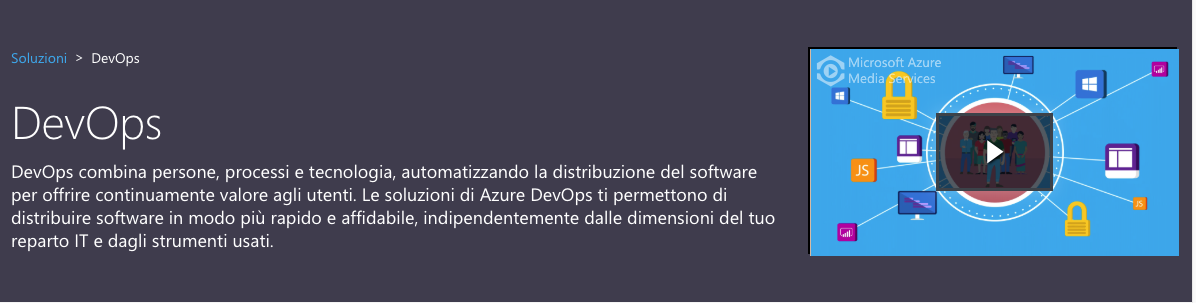 Soluzioni > DevOps
DevOps
DevOps combina persone, processi e tecnologia, automatizzando la distribuzione del software
per offrire continuamente valore agli utenti. Le soluzioni di Azure DevOps ti permettono di
distribuire software in modo più rapido e affidabile, indipendentemente dalle dimensioni del tuo
reparto IT e dagli strumenti usati.
Microsoft Azure
Media Services
JS
JS